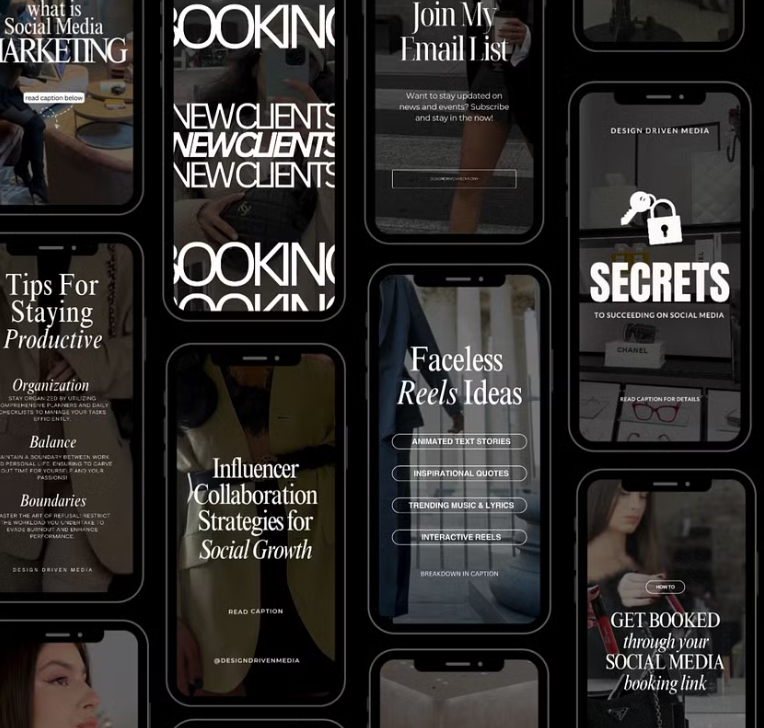 what is
Social Media
MARKETING
read caption below
Tips For
Staying
Productive
Organization
STAY ORGANIZED BY UTILIZING
COMPREHENSIVE PLANNERS AND DAILY
CHECKLISTS TO MANAGE YOUR TASKS
EFFICIENTLY.
Balance
MAINTAIN A BOUNDARY BETWEEN WORK
AND PERSONAL LIFE, ENSURING TO CARVE
OUT TIME FOR YOURSELF AND YOUR
PASSIONS!
Boundaries
MASTER THE ART OF REFUSAL! RESTRICT
THE WORKLOAD YOU UNDERTAKE TO
EVADE BURNOUT AND ENHANCE
PERFORMANCE.
DESIGN DRIVEN MEDIA
BOOKING
NEW CLIENTS
NEW CLIENTS
NEW CLIENTS
BOOKING
BOOKING
Influencer
Collaboration
Strategies for
Social Growth
READ CAPTION
@DESIGNDRIVENMEDIA
Join My
Email List
Want to stay updated on
news and events? Subscribe
and stay in the now!
Faceless
Reels Ideas
ANIMATED TEXT STORIES
INSPIRATIONAL QUOTES
TRENDING MUSIC & LYRICS
INTERACTIVE REELS
BREAKDOWN IN CAPTION
DESIGN DRIVEN MEDIA
SECRETS
TO SUCCEEDING ON SOCIAL MEDIA
CHANEL
READ CAPTION FOR DETAILS
HOW TO
GET BOOKED
through your
SOCIAL MEDIA
booking link